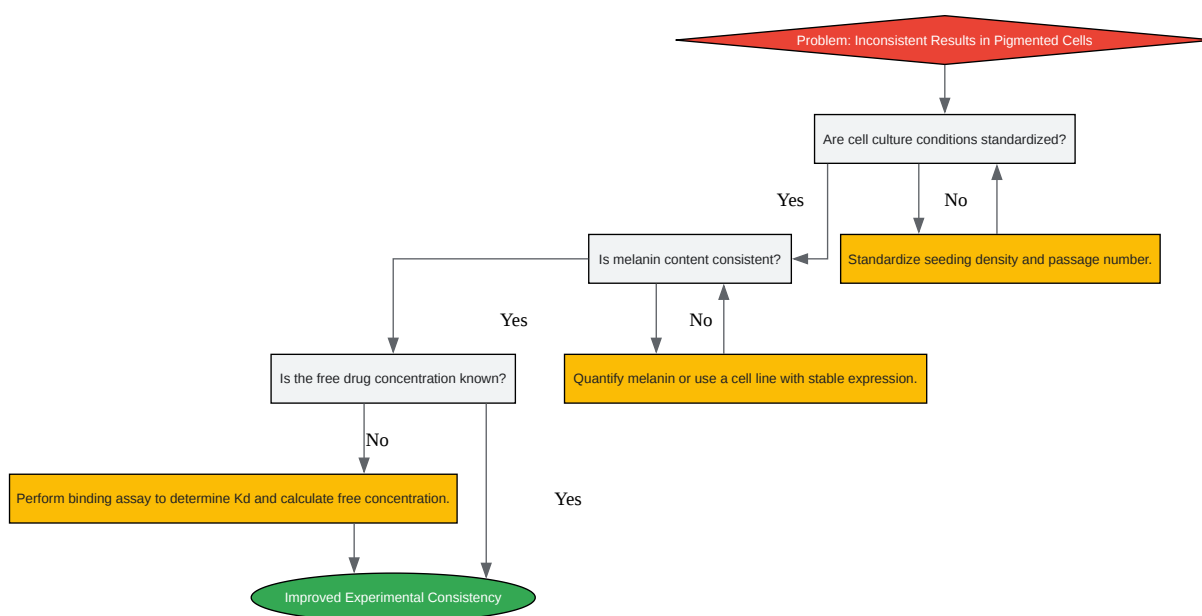 Problem: Inconsistent Results in Pigmented Cells
Are cell culture conditions standardized?
Yes
No
Is melanin content consistent?
Standardize seeding density and passage number.
Yes
No
Is the free drug concentration known?
Quantify melanin or use a cell line with stable expression.
No
Perform binding assay to determine Kd and calculate free concentration.
Yes
Improved Experimental Consistency